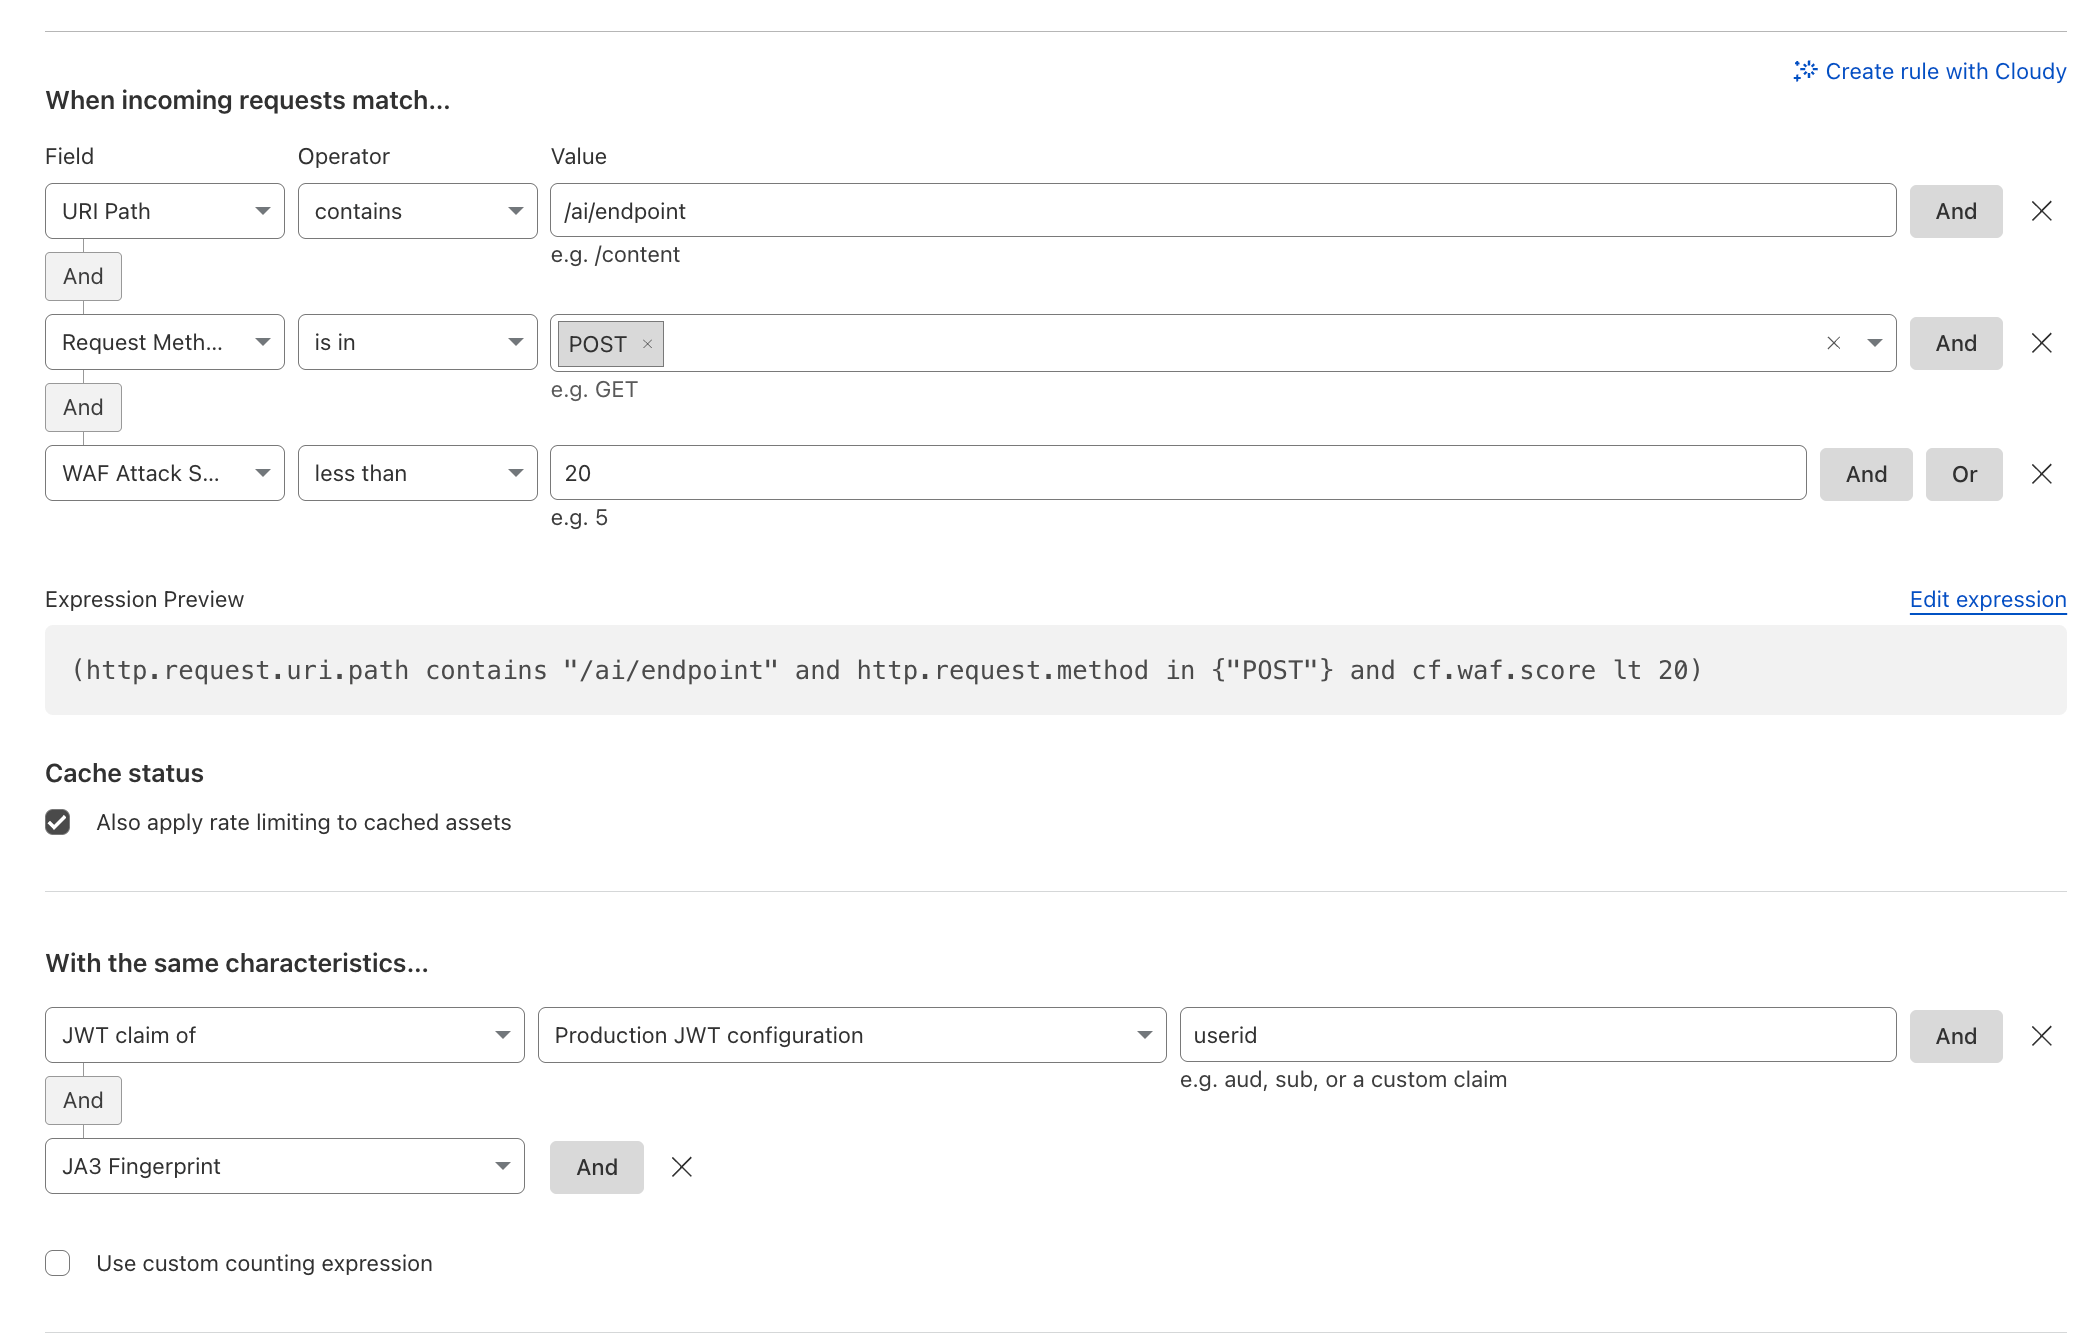 Create rule with Cloudy
When incoming requests match...
Field Operator Value
URI Path contains /ai/endpoint And
e.g. /content
And
Request Meth... is in POST And
e.g. GET
And
WAF Attack S... less than 20 And Or
e.g. 5
Expression Preview Edit expression
(http.request.uri.path contains "/ai/endpoint" and http.request.method in {"POST"} and cf.waf.score lt 20)
Cache status
Also apply rate limiting to cached assets
With the same characteristics...
JWT claim of Production JWT configuration userid And
e.g. aud, sub, or a custom claim
And
JA3 Fingerprint And
Use custom counting expression